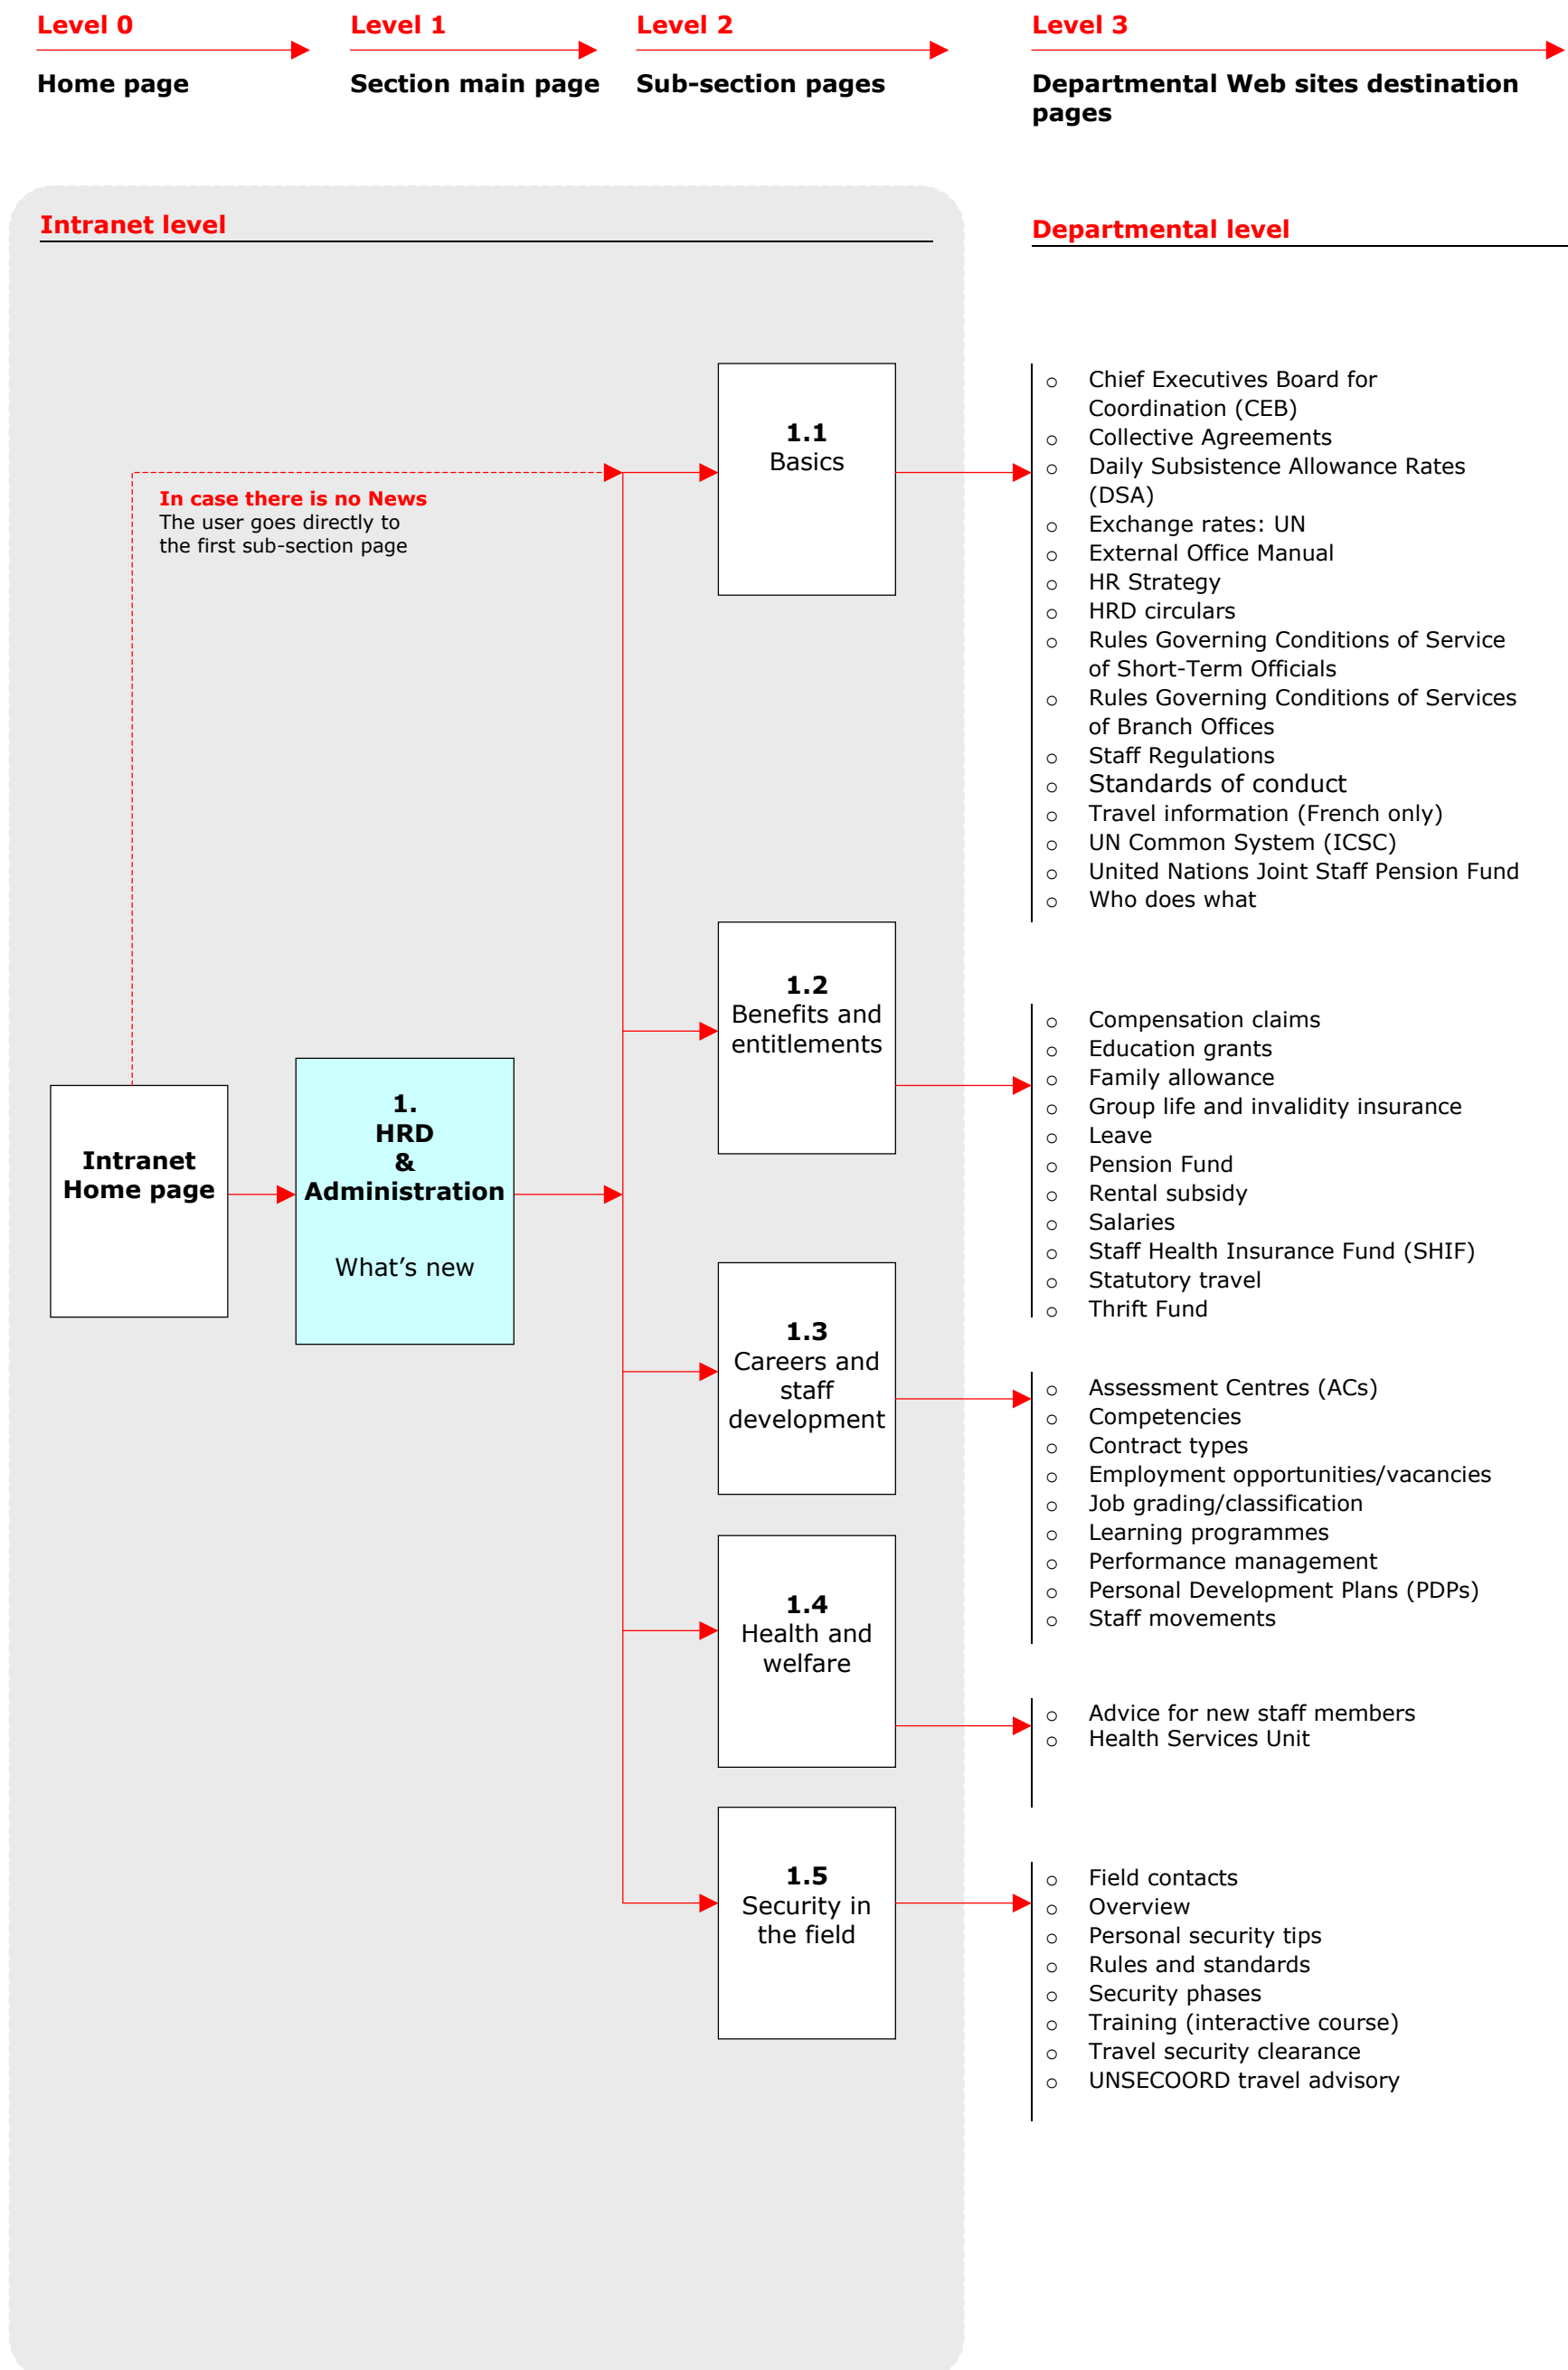 Level 0
Level 1
Level 2
Level 3
Home page
Section main page
Sub-section pages
Departmental Web sites destination
pages
Intranet level
Departmental level
In case there is no News
The user goes directly to
the first sub-section page
Intranet
Home page
1.
HRD
&
Administration
What's new
1.1
Basics
o Chief Executives Board for
Coordination (CEB)
o Collective Agreements
o Daily Subsistence Allowance Rates
(DSA)
o Exchange rates: UN
o External Office Manual
o HR Strategy
o HRD circulars
o Rules Governing Conditions of Service
of Short-Term Officials
o Rules Governing Conditions of Services
of Branch Offices
o Staff Regulations
o Standards of conduct
o Travel information (French only)
o UN Common System (ICSC)
o United Nations Joint Staff Pension Fund
o Who does what
1.2
Benefits and
entitlements
o Compensation claims
o Education grants
o Family allowance
o Group life and invalidity insurance
o Leave
o Pension Fund
o Rental subsidy
o Salaries
o Staff Health Insurance Fund (SHIF)
o Statutory travel
o Thrift Fund
1.3
Careers and
staff
development
o Assessment Centres (ACs)
o Competencies
o Contract types
o Employment opportunities/vacancies
o Job grading/classification
o Learning programmes
o Performance management
o Personal Development Plans (PDPs)
o Staff movements
1.4
Health and
welfare
o Advice for new staff members
o Health Services Unit
1.5
Security in
the field
o Field contacts
o Overview
o Personal security tips
o Rules and standards
o Security phases
o Training (interactive course)
o Travel security clearance
o UNSECOORD travel advisory